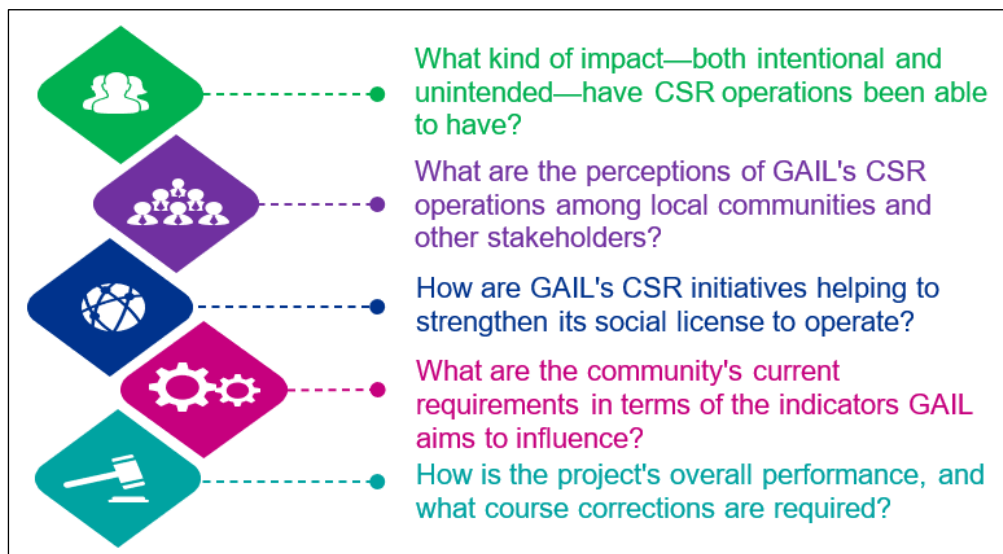 What kind of impact—both intentional and
unintended—have CSR operations been able
to have?
What are the perceptions of GAIL's CSR
operations among local communities and
other stakeholders?
How are GAIL's CSR initiatives helping to
strengthen its social license to operate?
What are the community's current
requirements in terms of the indicators GAIL
aims to influence?
How is the project's overall performance, and
what course corrections are required?